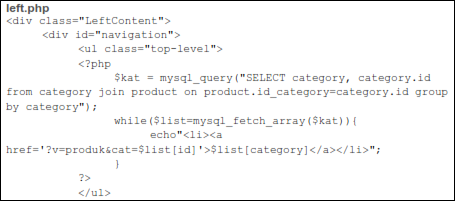 left.php
<div class="LeftContent">
<div id="navigation">
<ul class="top-level">
<?php
$kat = mysql_query("SELECT category, category.id
from category join product on product.id_category=category.id group
by category");
while($list=mysql_fetch_array($kat)){
echo"<li><a
href='?v=produk&cat=$list[id]'>$list[category]</a></li>";
}
?>
</ul>